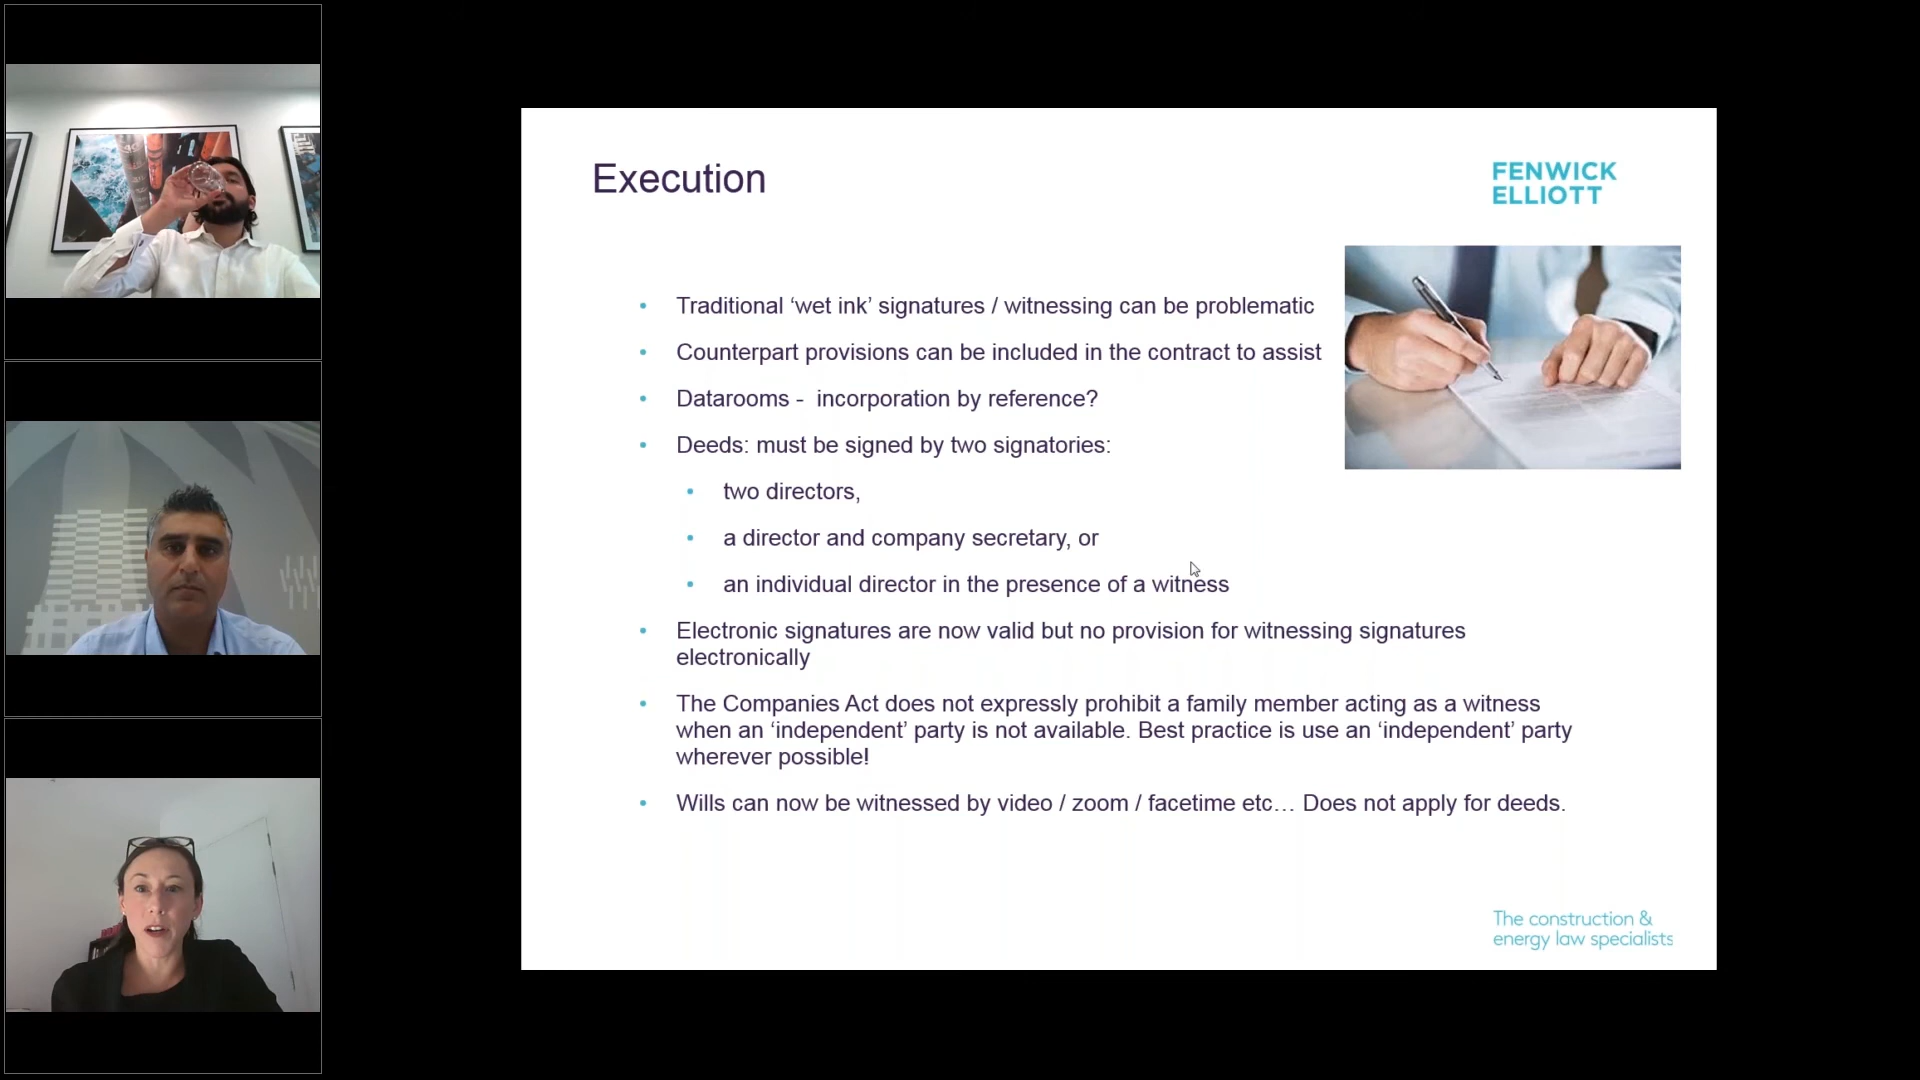 Execution
FENWICK
ELLIOTT
• Traditional ‘wet ink’ signatures / witnessing can be problematic
• Counterpart provisions can be included in the contract to assist
• Datarooms - incorporation by reference?
• Deeds: must be signed by two signatories:
• two directors,
• a director and company secretary, or
• an individual director in the presence of a witness
• Electronic signatures are now valid but no provision for witnessing signatures
electronically
• The Companies Act does not expressly prohibit a family member acting as a witness
when an ‘independent’ party is not available. Best practice is use an ‘independent’ party
wherever possible!
• Wills can now be witnessed by video / zoom / facetime etc… Does not apply for deeds.
The construction &
energy law specialists